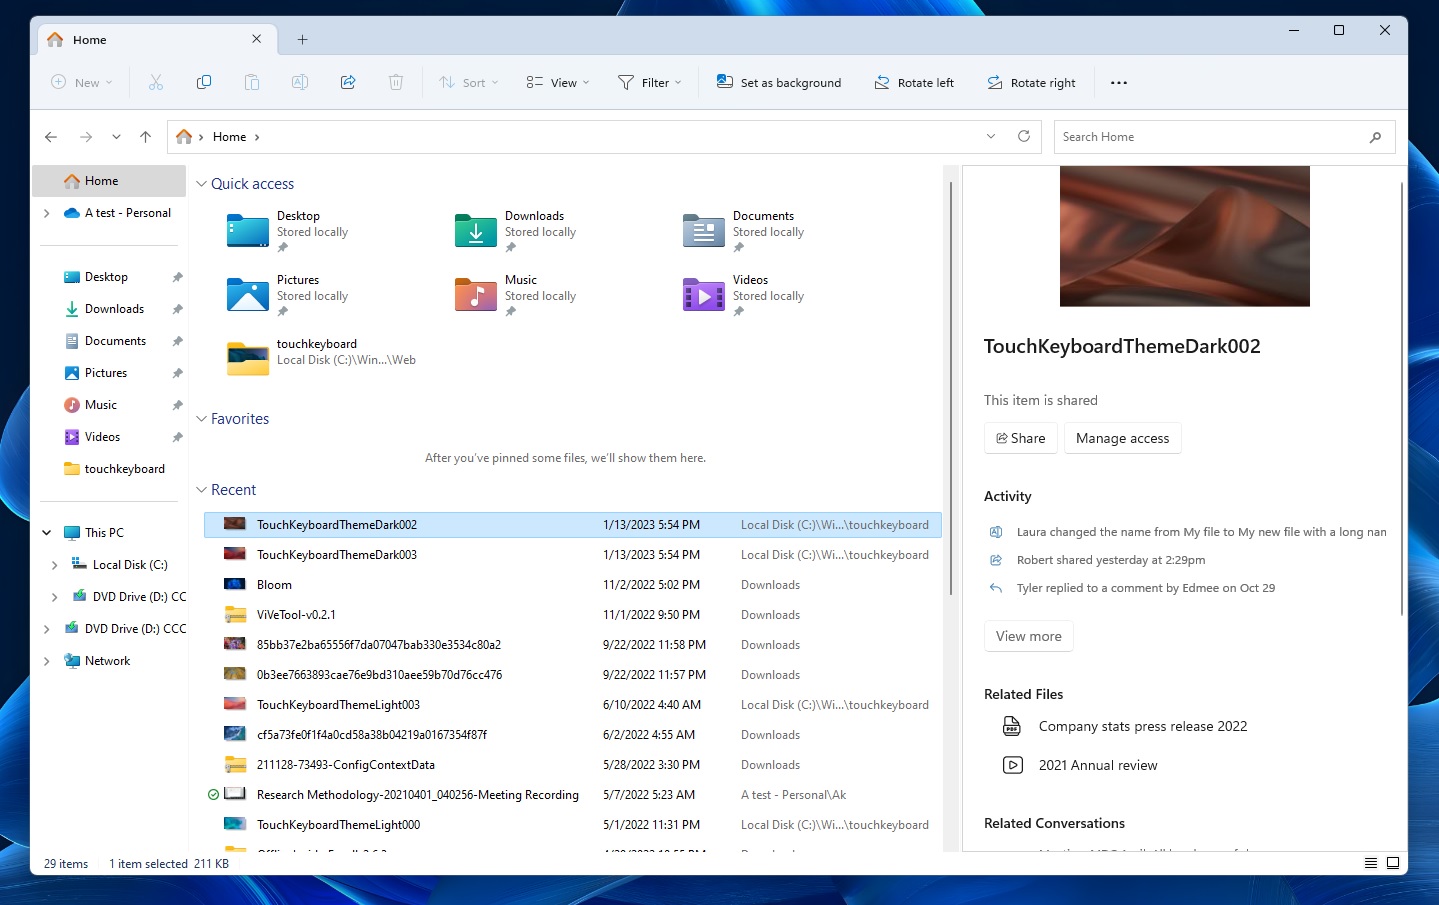 Home
New
Sort
View
Filter
Set as background
Rotate left
Rotate right
Home
Search Home
Home
A test - Personal
Desktop
Downloads
Documents
Pictures
Music
Videos
touchkeyboard
This PC
Local Disk (C:)
DVD Drive (D:) CC
DVD Drive (D:) CCC
Network
Quick access
Desktop
Stored locally
Downloads
Stored locally
Documents
Stored locally
Pictures
Stored locally
Music
Stored locally
Videos
Stored locally
touchkeyboard
Local Disk (C:)\Win...\Web
Favorites
After you've pinned some files, we'll show them here.
Recent
TouchKeyboardThemeDark002 1/13/2023 5:54 PM Local Disk (C:)\Wi...\touchkeyboard
TouchKeyboardThemeDark003 1/13/2023 5:54 PM Local Disk (C:)\Wi...\touchkeyboard
Bloom 11/2/2022 5:02 PM Downloads
ViVeTool-v0.2.1 11/1/2022 9:50 PM Downloads
85bb37e2ba65556f7da07047bab330e3534c80a2 9/22/2022 11:58 PM Downloads
0b3ee7663893cae76e9bd310aee59b70d76cc476 9/22/2022 11:57 PM Downloads
TouchKeyboardThemeLight003 6/10/2022 4:40 AM Local Disk (C:)\Wi...\touchkeyboard
cf5a73fe0f1f4a0cd58a38b04219a0167354f87f 6/2/2022 4:55 AM Downloads
211128-73493-ConfigContextData 5/28/2022 3:30 PM Downloads
Research Methodology-20210401_040256-Meeting Recording 5/7/2022 5:23 AM A test - Personal\Ak
TouchKeyboardThemeLight000 5/1/2022 11:31 PM Local Disk (C:)\Wi...\touchkeyboard
TouchKeyboardThemeDark002
This item is shared
Share
Manage access
Activity
Laura changed the name from My file to My new file with a long nam
Robert shared yesterday at 2:29pm
Tyler replied to a comment by Edmee on Oct 29
View more
Related Files
PDF Company stats press release 2022
2021 Annual review
Related Conversations
29 items 1 item selected 211 KB